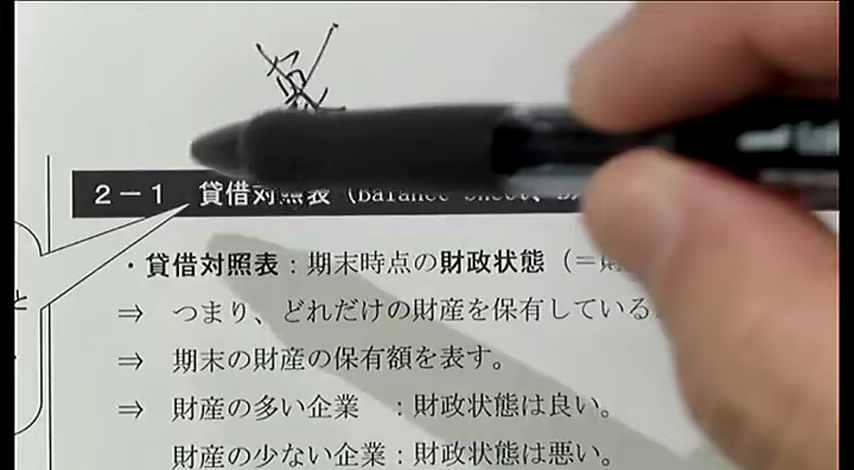 2－1 貸借対照表（Balance Sheet、
・貸借対照表：期末時点の財政状態（＝
⇒ つまり、どれだけの財産を保有している
⇒ 期末の財産の保有額を表す。
⇒ 財産の多い企業 ：財政状態は良い。
財産の少ない企業：財政状態は悪い。